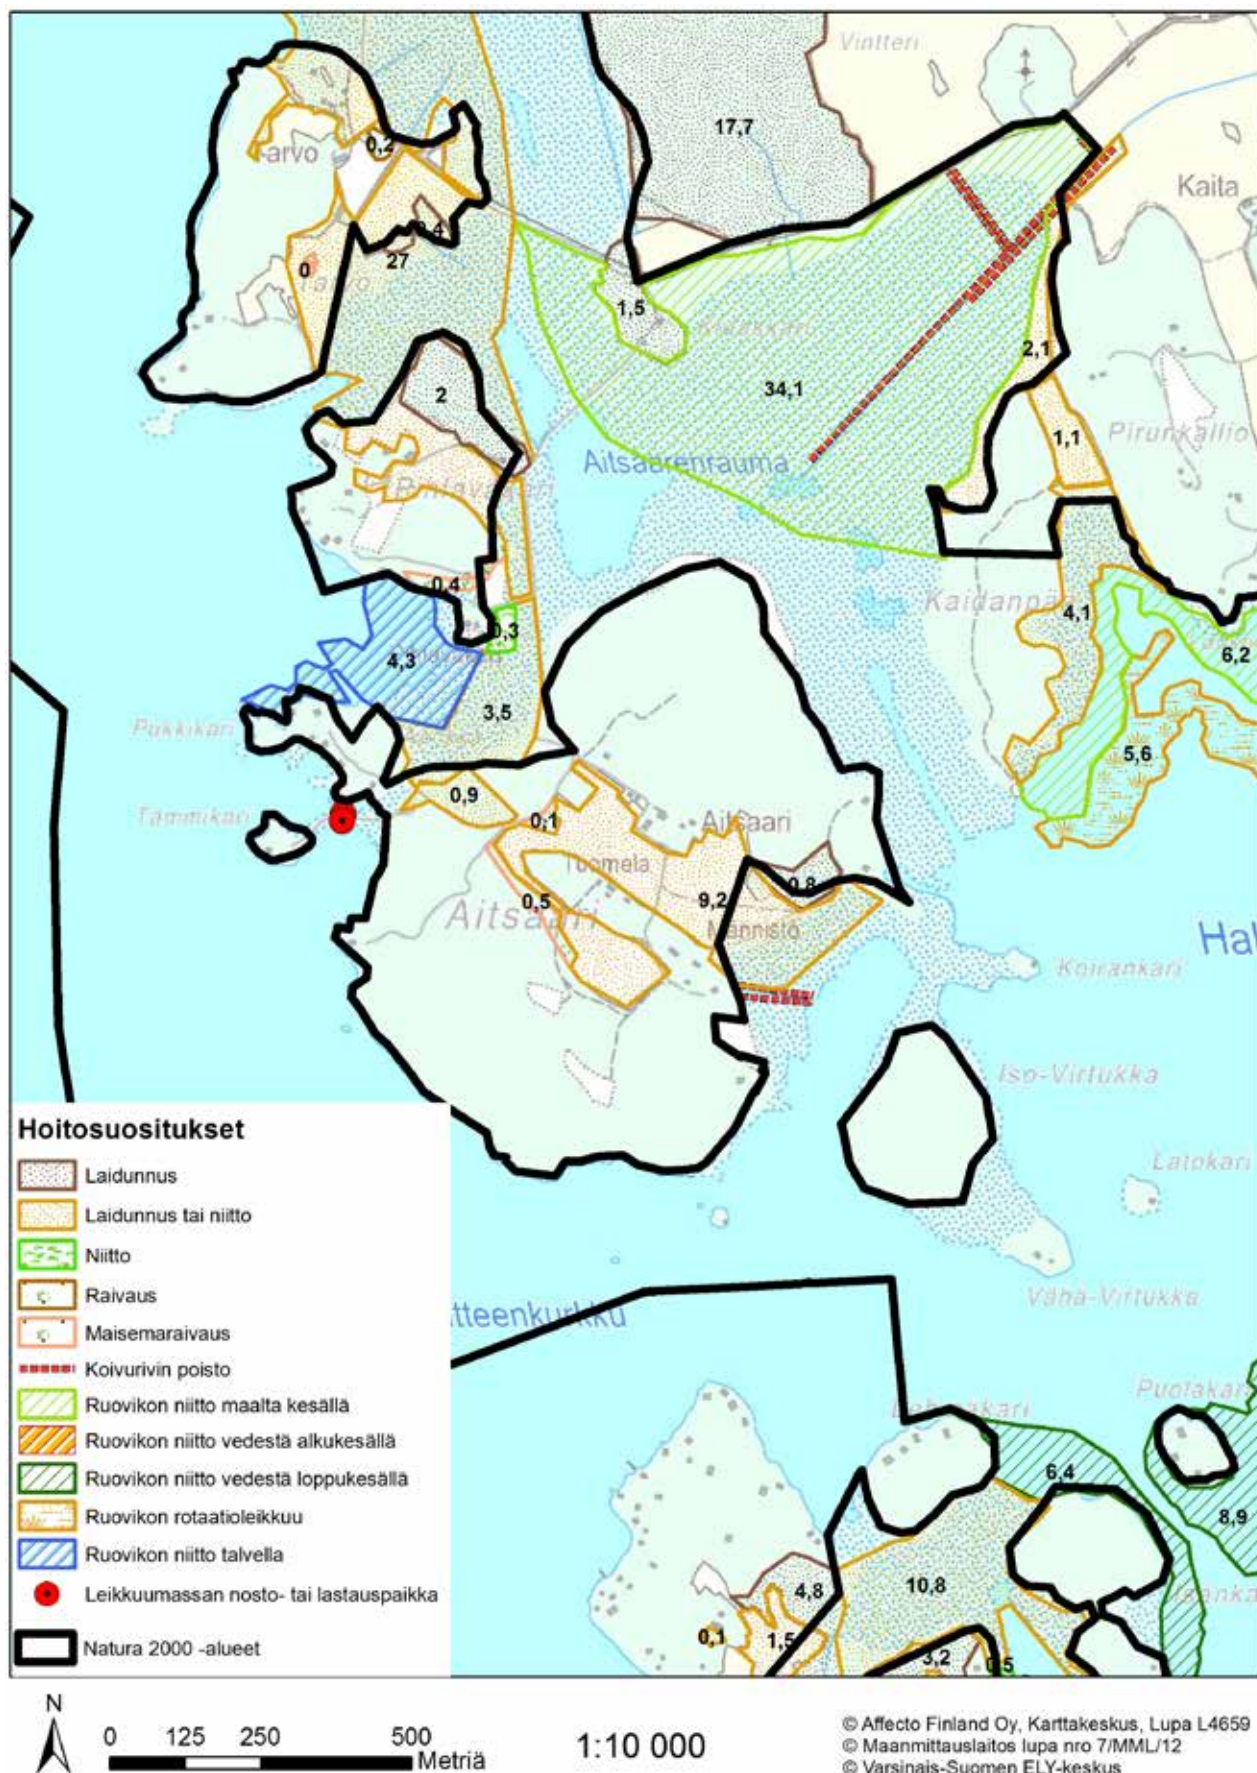 Vintteri
17,7
0,2
arvo
Kaita
0,4
27
0
1,5
2,1
34,1
2
1,1
Pirunkallio
Aitsaarenrauma
0,4
Kaidanpää
4,1
0,3
4,3
6,2
3,5
Pukkikari
5,6
0,9
Tammikari
0,1
Aitsaari
Tuomela
0,8
0,5
9,2
Aitsaari
Männistö
Hal
Koirankari
Iso-Virtukka
Hoitosuositukset
Laidunnus
Laidunnus tai niitto
Niitto
Raivaus
Maisemaraivaus
Koivurivin poisto
Ruovikon niitto maalta kesällä
Ruovikon niitto vedestä alkukesällä
Ruovikon niitto vedestä loppukesällä
Ruovikon rotaatioleikkuu
Ruovikon niitto talvella
Leikkuumassan nosto- tai lastauspaikka
Natura 2000 -alueet
Latokari
Vähä-Virtukka
tteenkurkku
Puolakari
6,4
8,9
4,8
10,8
0,1
1,5
3,2
0,5
N
0 125 250 500
Metriä
1:10 000
© Affecto Finland Oy, Karttakeskus, Lupa L4659
© Maanmittauslaitos lupa nro 7/MML/12
© Varsinais-Suomen ELY-keskus